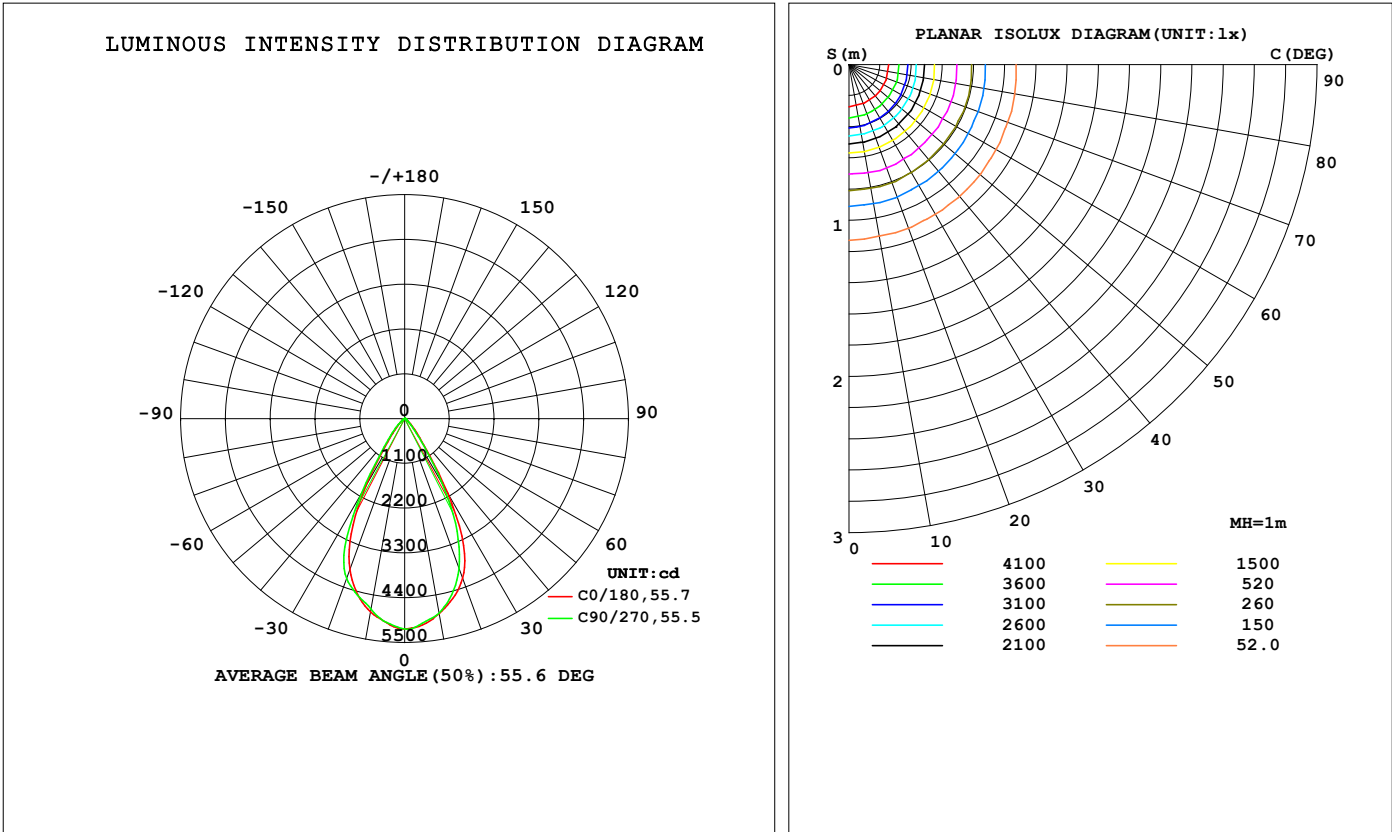 LUMINOUS INTENSITY DISTRIBUTION DIAGRAM
-/+180
-150 150
-120 120
-90 0 90
1100
2200
-60 3300 60
UNIT:cd
4400 C0/180,55.7
C90/270,55.5
-30 5500 30
0
AVERAGE BEAM ANGLE(50%):55.6 DEG
PLANAR ISOLUX DIAGRAM(UNIT:lx)
S(m) C(DEG)
0 90
80
1 70
60
2 50
40
30
20 MH=1m
3 0 10
4100 1500
3600 520
3100 260
2600 150
2100 52.0